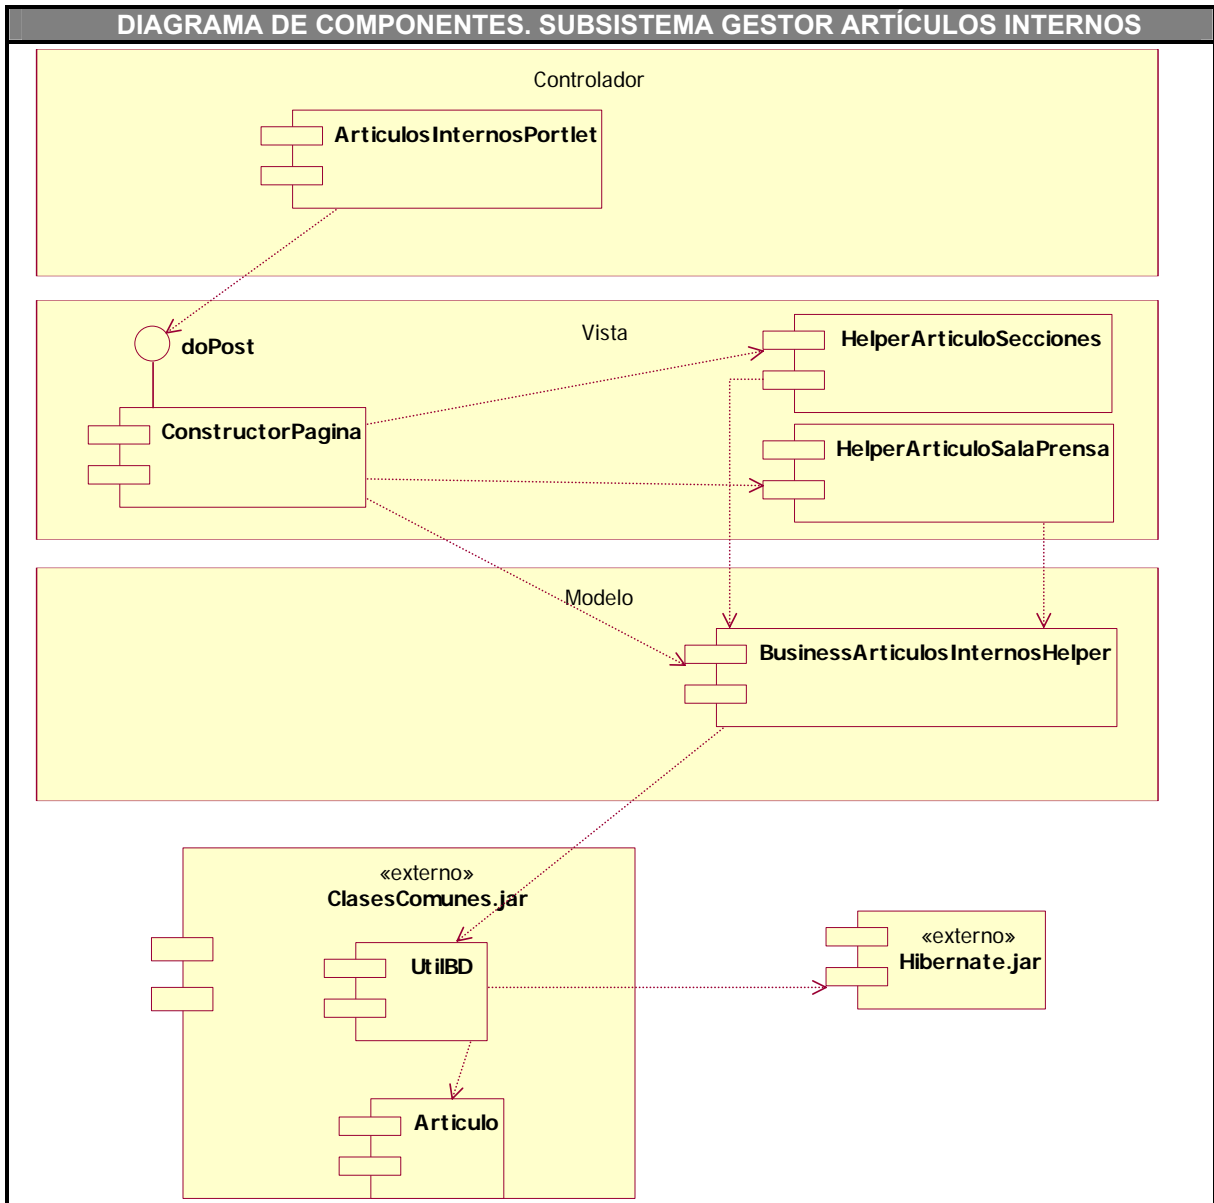 DIAGRAMA DE COMPONENTES. SUBSISTEMA GESTOR ARTÍCULOS INTERNOS
Controlador
ArticulosInternosPortlet
Vista
doPost
HelperArticuloSecciones
ConstructorPagina
HelperArticuloSalaPrensa
Modelo
BusinessArticulosInternosHelper
«externo»
ClasesComunes.jar
UtilBD
«externo»
Hibernate.jar
Articulo